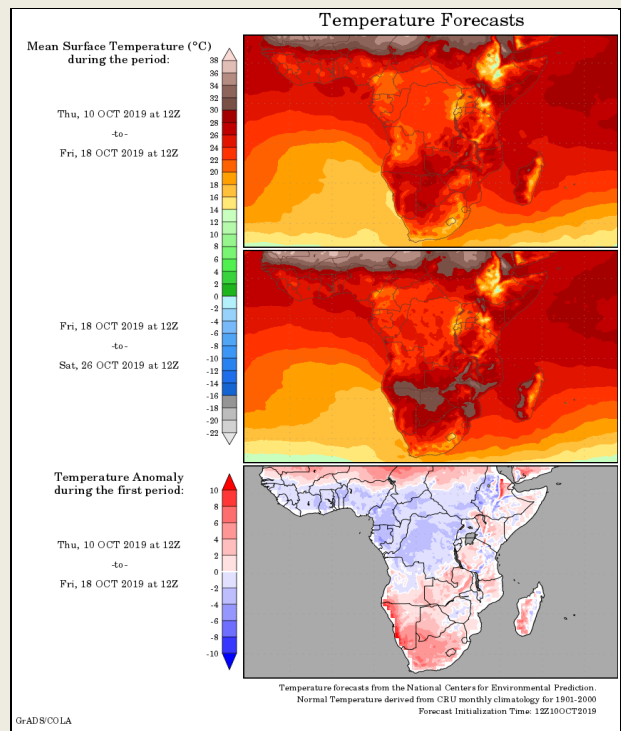 Temperature Forecasts
Mean Surface Temperature (°C)
during the period:
Thu, 10 OCT 2019 at 12Z
-to-
Fri, 18 OCT 2019 at 12Z
38
36
34
32
30
28
26
24
22
20
18
16
14
12
10
8
6
4
2
0
-2
-4
-6
-8
-10
-12
-14
-16
-18
-20
-22
Fri, 18 OCT 2019 at 12Z
-to-
Sat, 26 OCT 2019 at 12Z
Temperature Anomaly
during the first period:
Thu, 10 OCT 2019 at 12Z
-to-
Fri, 18 OCT 2019 at 12Z
10
8
6
4
2
0
-2
-4
-6
-8
-10
Temperature forecasts from the National Centers for Environmental Prediction.
Normal Temperature derived from CRU monthly climatology for 1901-2000
Forecast Initialization Time: 12Z10OCT2019
GrADS/COLA